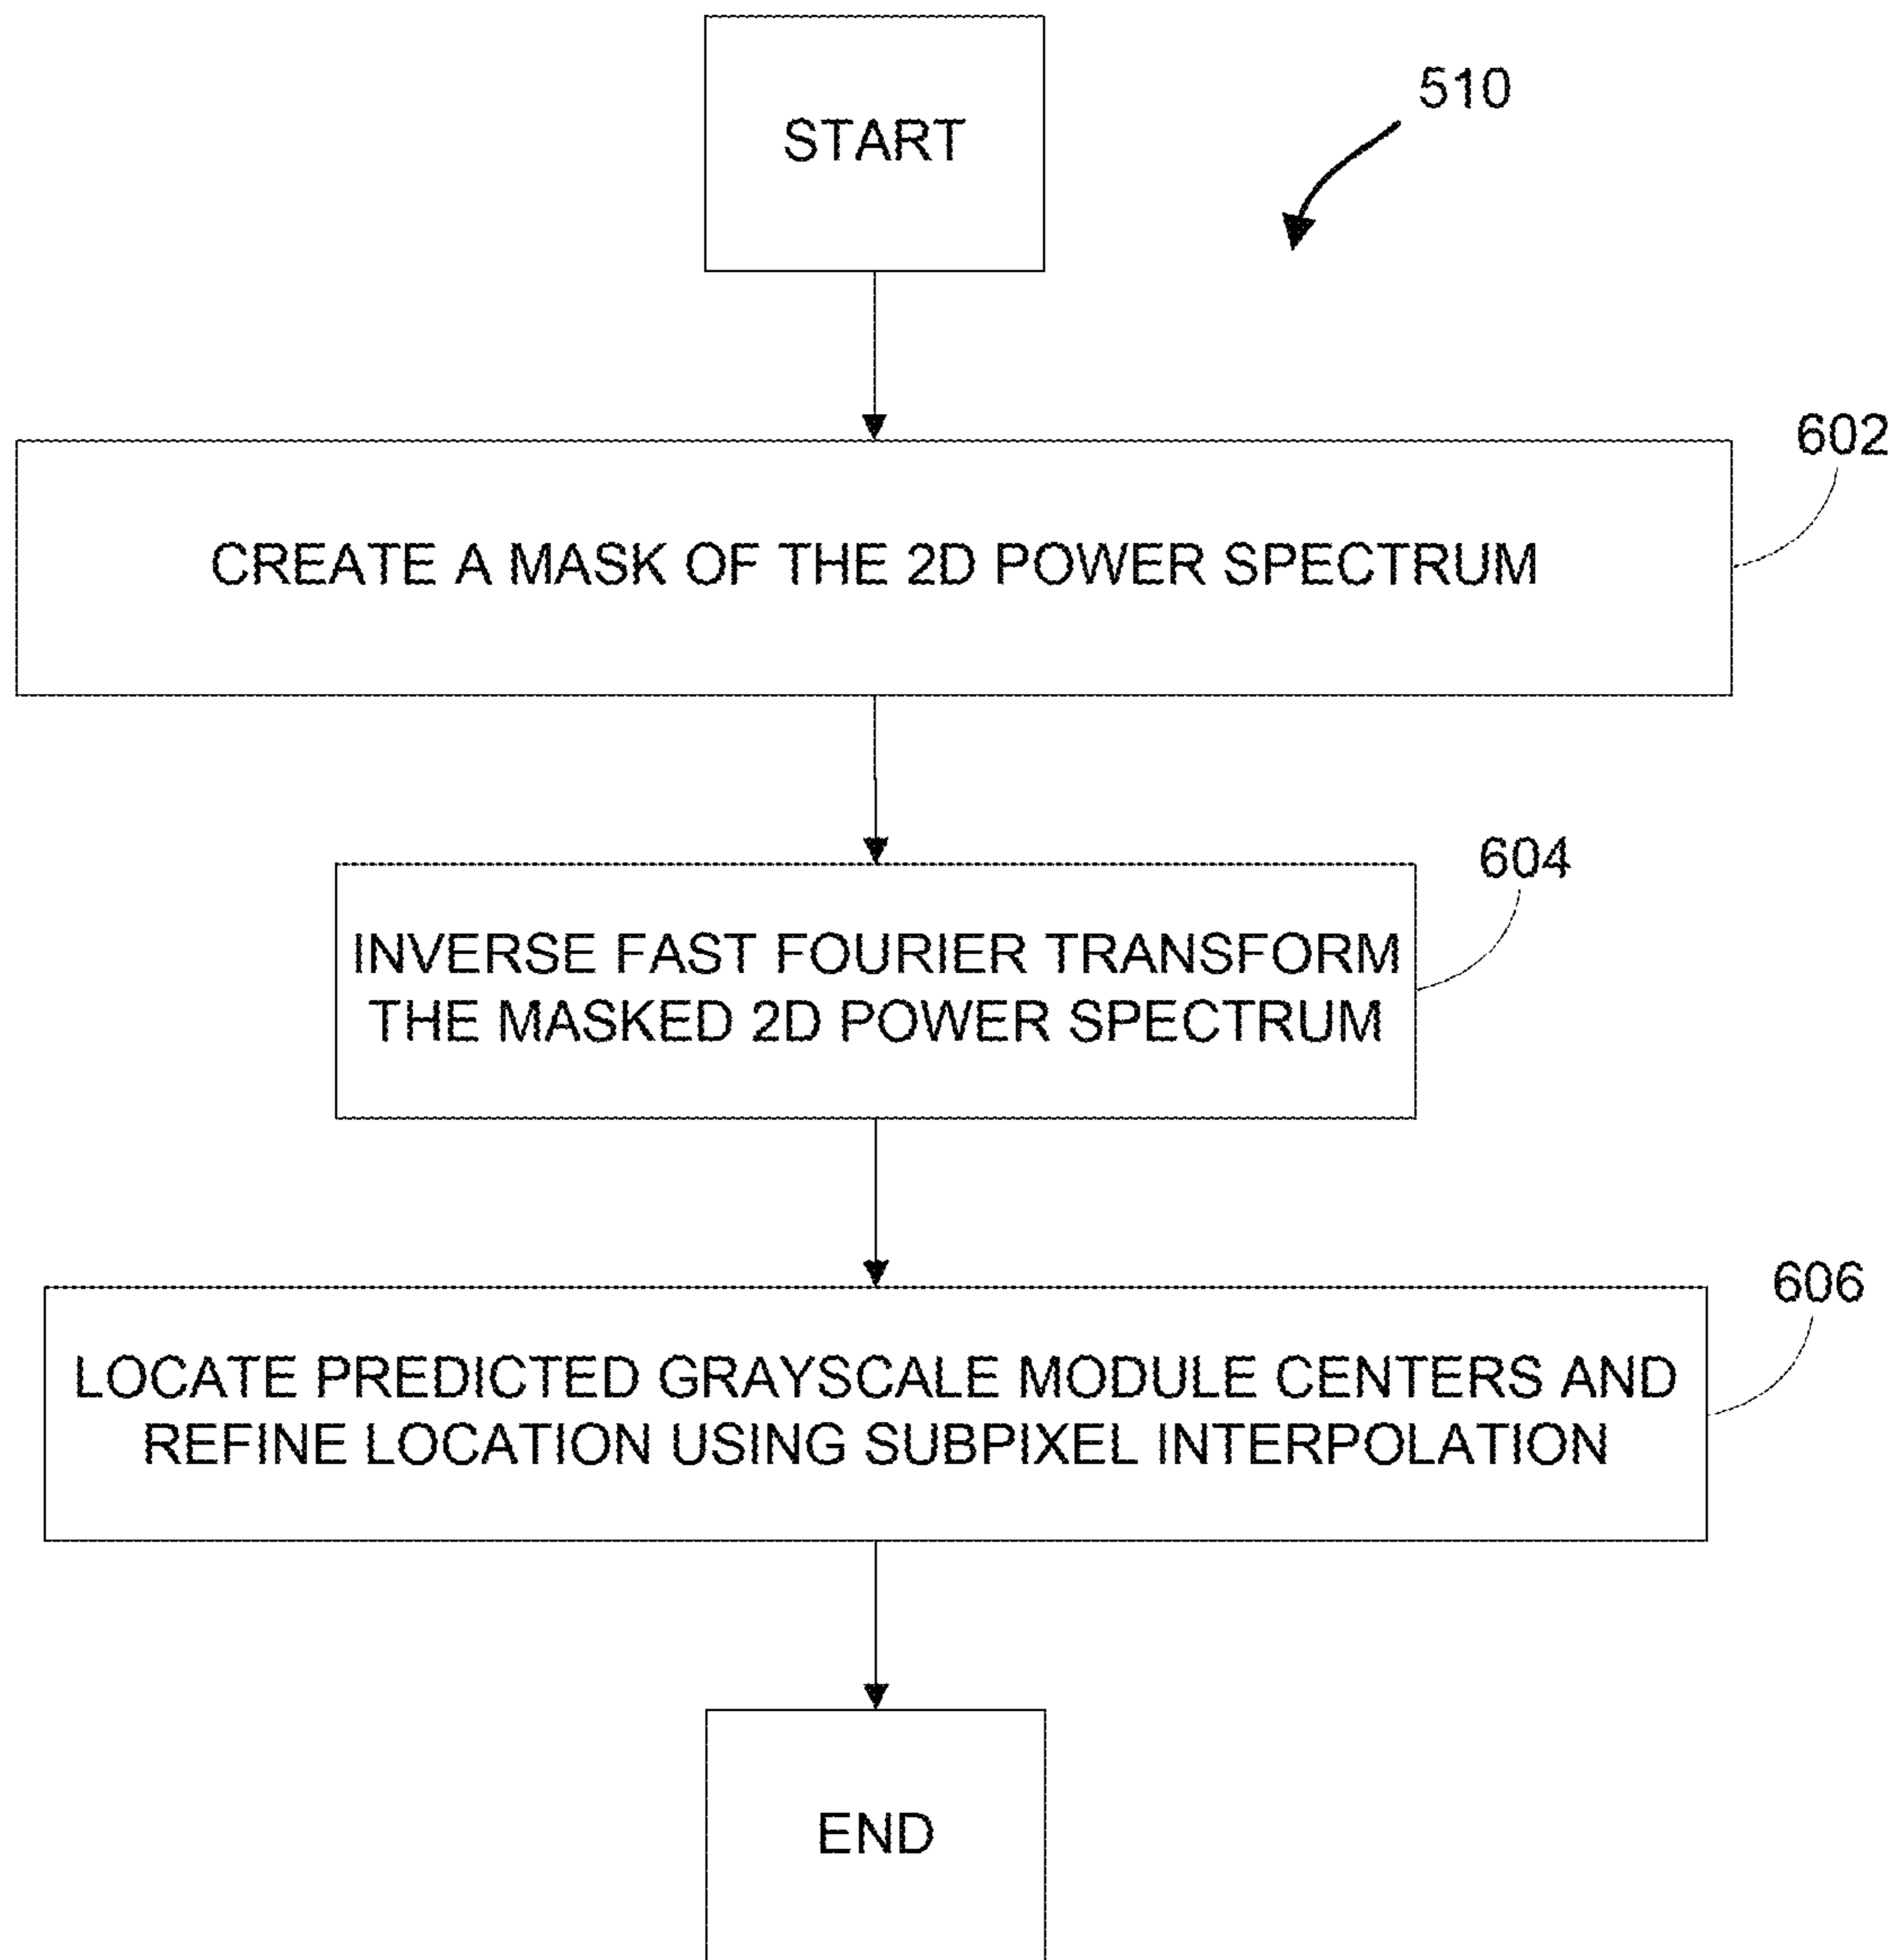 START
510
602
CREATE A MASK OF THE 2D POWER SPECTRUM
604
INVERSE FAST FOURIER TRANSFORM
THE MASKED 2D POWER SPECTRUM
606
LOCATE PREDICTED GRAYSCALE MODULE CENTERS AND
REFINE LOCATION USING SUBPIXEL INTERPOLATION
END